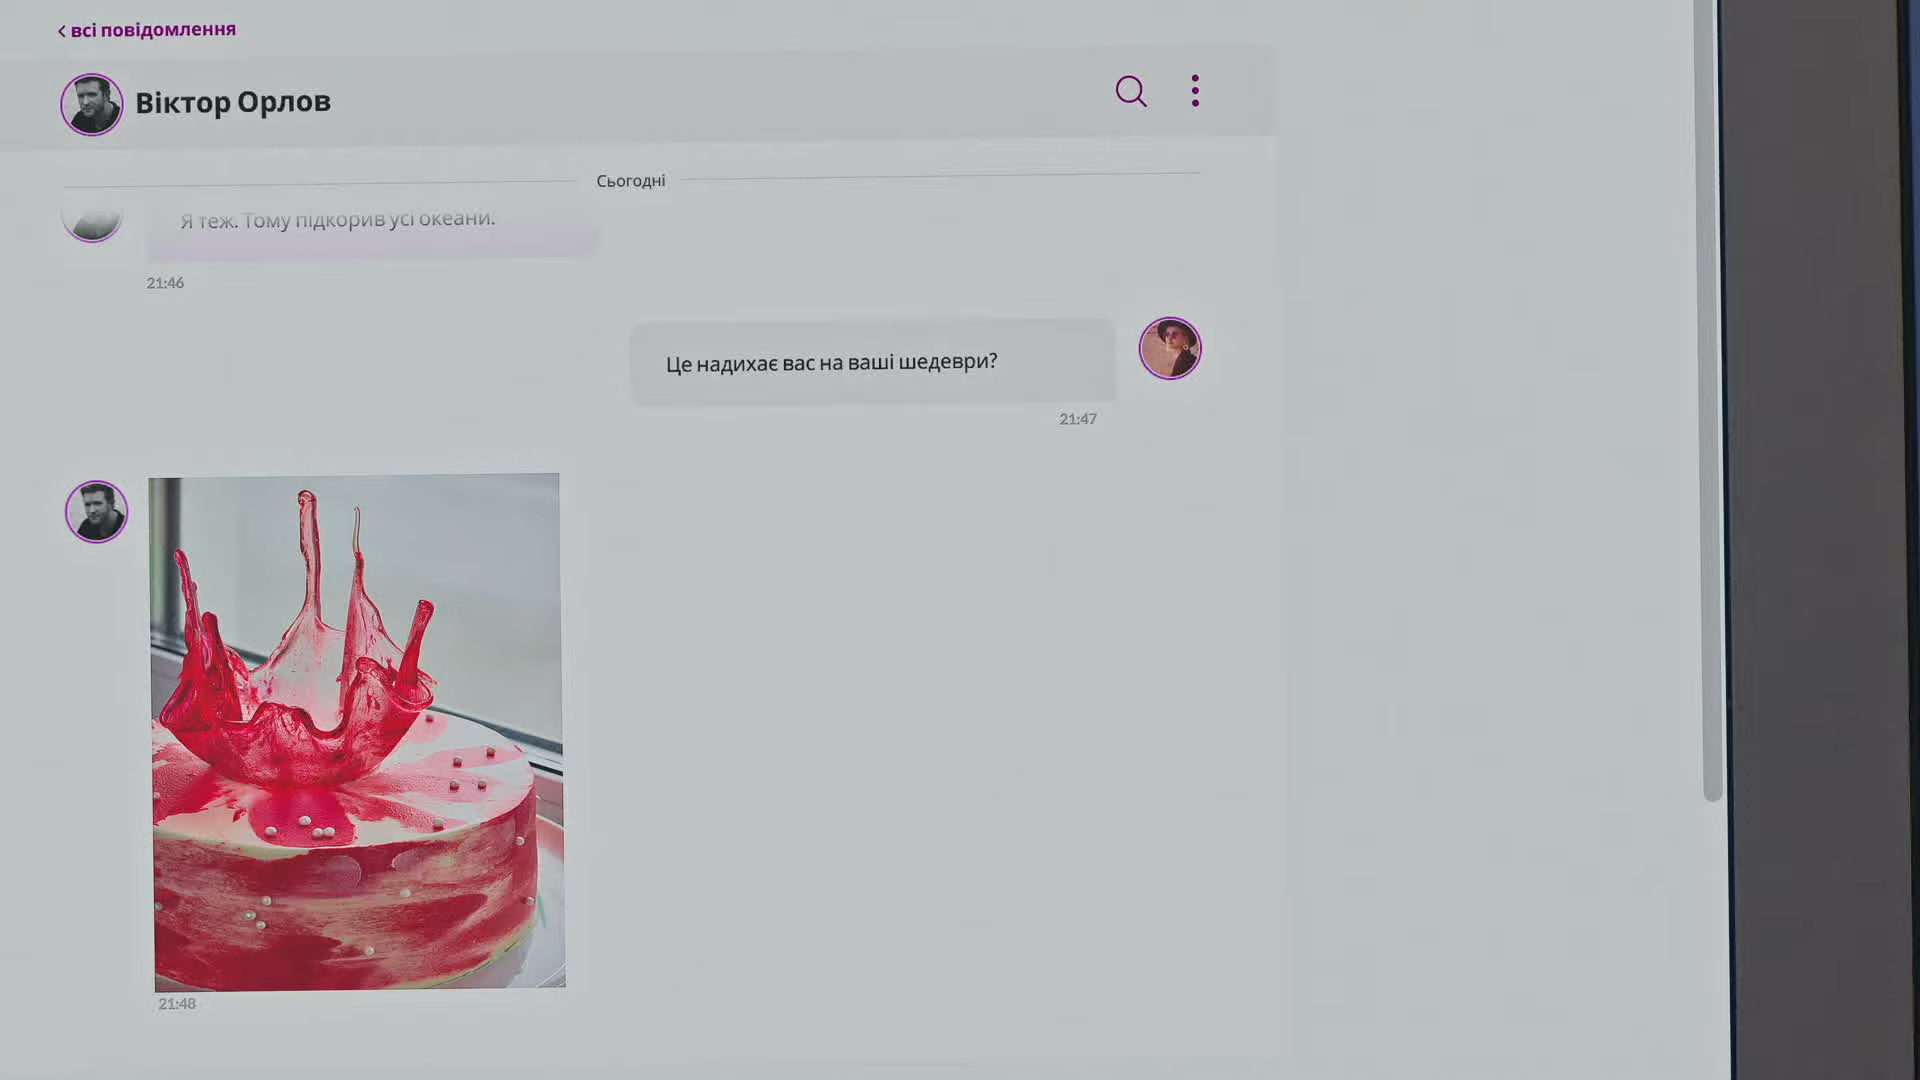 всі повідомлення
Віктор Орлов
Сьогодні
Я теж. Тому підкорив усі океани.
21:46
Це надихає вас на ваші шедеври?
21:47
21:48